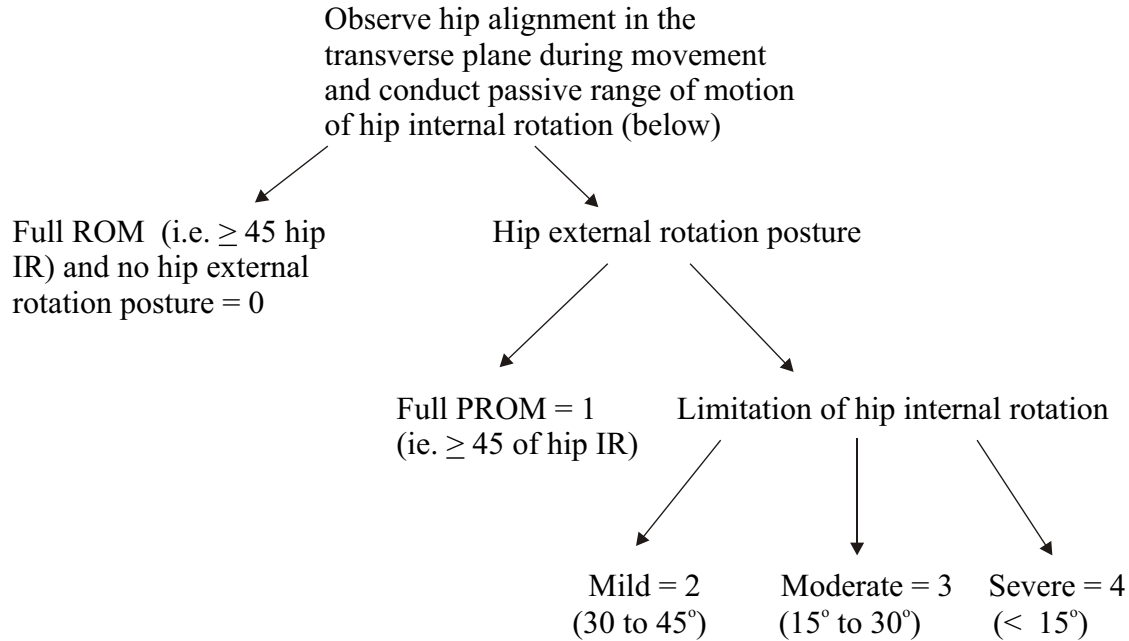 Observe hip alignment in the
transverse plane during movement
and conduct passive range of motion
of hip internal rotation (below)
Full ROM (i.e. ≥ 45 hip
IR) and no hip external
rotation posture = 0
Hip external rotation posture
Full PROM = 1
(ie. ≥ 45 of hip IR)
Limitation of hip internal rotation
Mild = 2
(30 to 45°)
Moderate = 3
(15° to 30°)
Severe = 4
(< 15°)